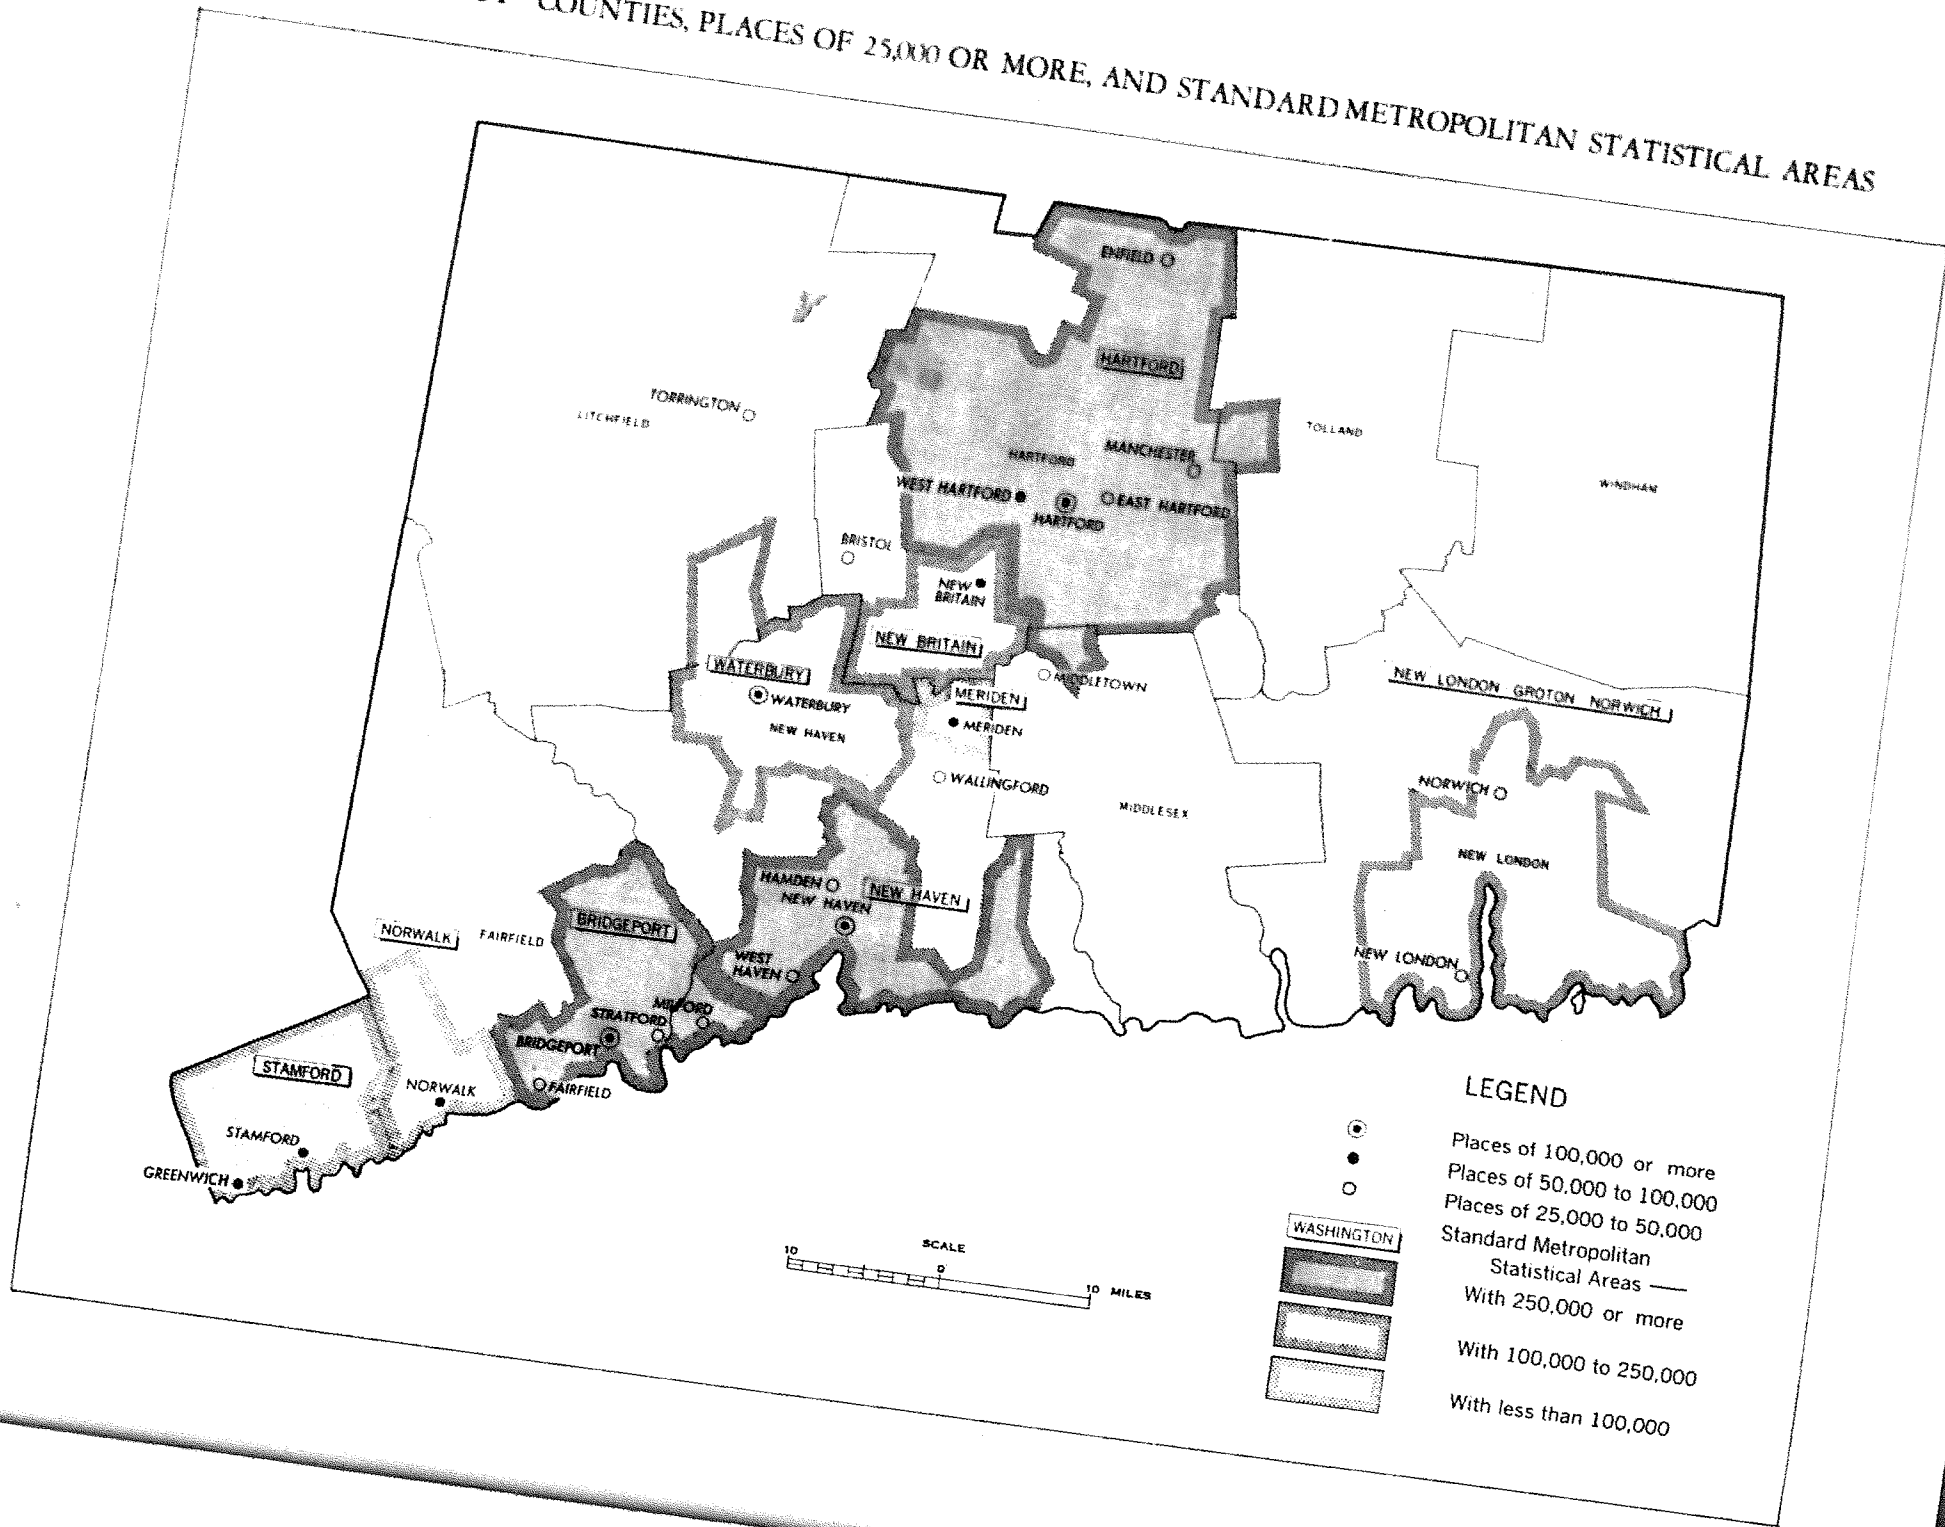 COUNTIES, PLACES OF 25,000 OR MORE, AND STANDARD METROPOLITAN STATISTICAL AREAS
ENFIELD
HARTFORD
TORRINGTON
LITCHFIELD
TOLLAND
MANCHESTER
HARTFORD
WEST HARTFORD
EAST HARTFORD
HARTFORD
WINDHAM
BRISTOL
NEW
BRITAIN
NEW BRITAIN
WATERBURY
MIDDLETOWN
NEW LONDON GROTON NORWICH
MERIDEN
WATERBURY
MERIDEN
NEW HAVEN
WALLINGFORD
NORWICH
MIDDLESEX
NEW LONDON
HAMDEN
NEW HAVEN
NEW HAVEN
BRIDGEPORT
NORWALK
FAIRFIELD
WEST
HAVEN
NEW LONDON
MILFORD
STRATFORD
BRIDGEPORT
STAMFORD
NORWALK
FAIRFIELD
STAMFORD
GREENWICH
LEGEND
Places of 100,000 or more
Places of 50,000 to 100,000
Places of 25,000 to 50,000
WASHINGTON
Standard Metropolitan
Statistical Areas —
With 250,000 or more
With 100,000 to 250,000
With less than 100,000
SCALE
10 0 10 MILES